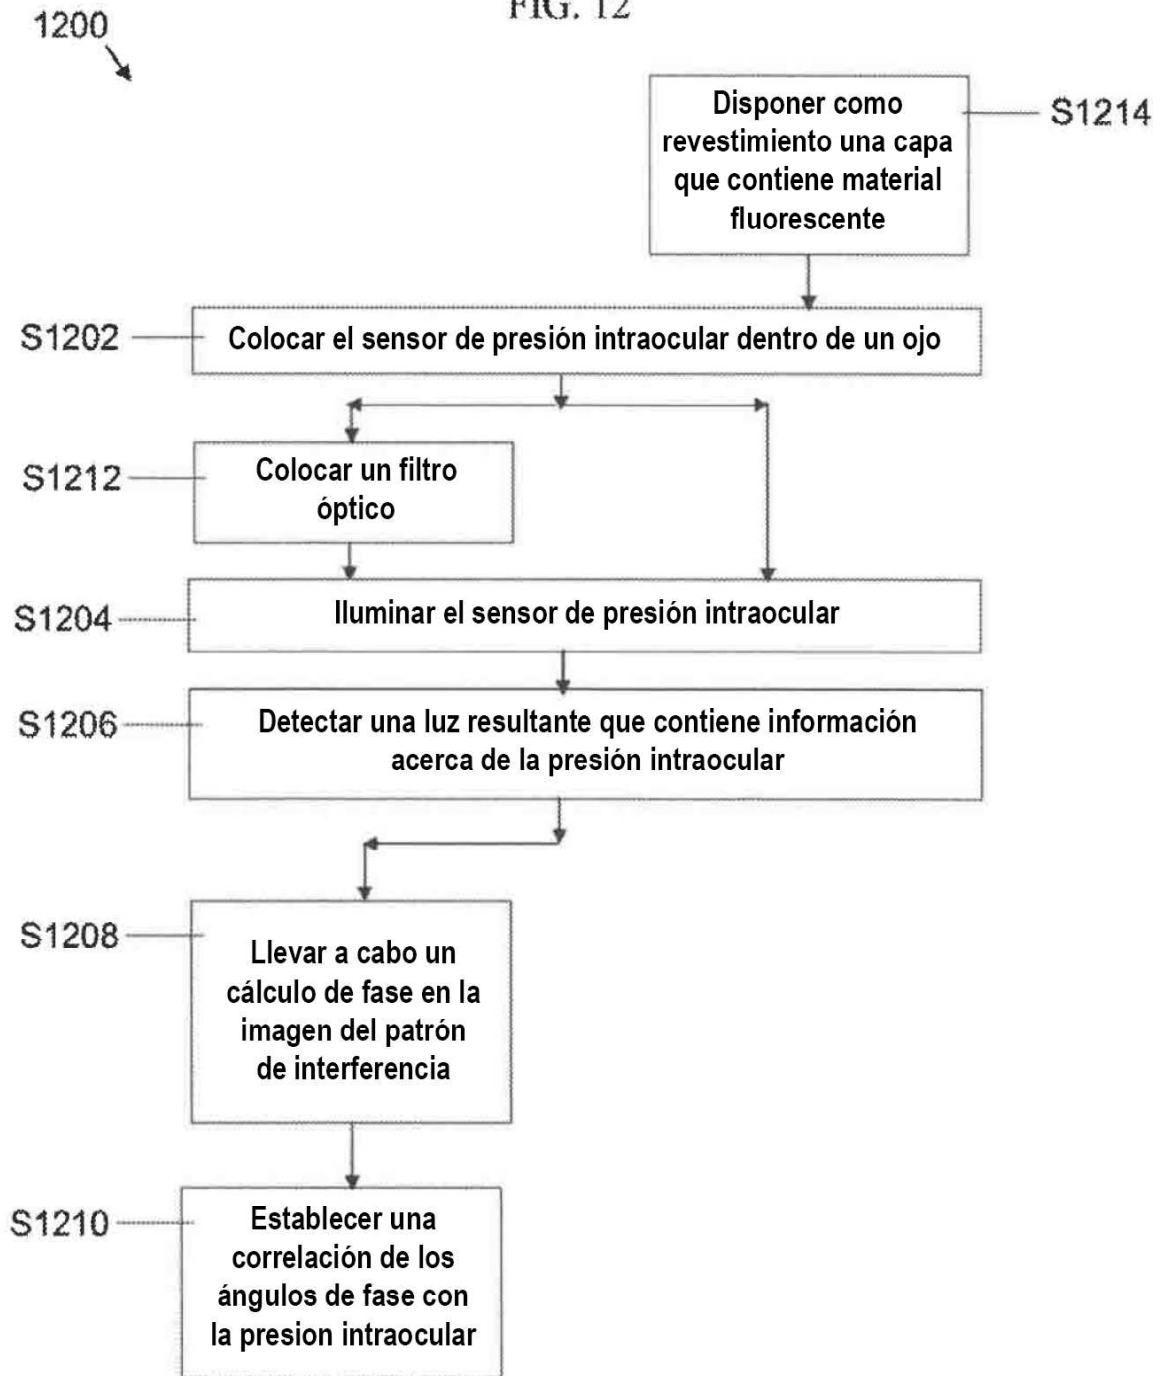 FIG. 12
1200
Disponer como
revestimiento una capa
que contiene material
fluorescente
S1214
S1202
Colocar el sensor de presión intraocular dentro de un ojo
S1212
Colocar un filtro
óptico
S1204
Iluminar el sensor de presión intraocular
S1206
Detectar una luz resultante que contiene información
acerca de la presión intraocular
S1208
Llevar a cabo un
cálculo de fase en la
imagen del patrón
de interferencia
S1210
Establecer una
correlación de los
ángulos de fase con
la presion intraocular